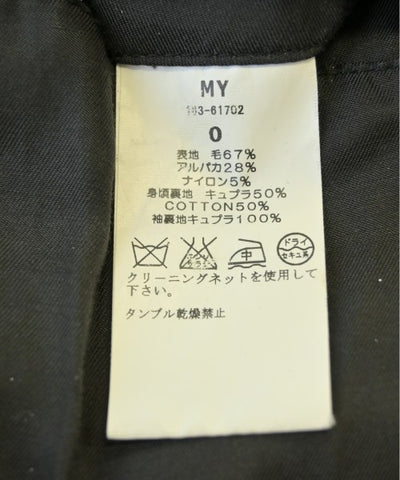 MY
183-61702
0
表地 毛67%
アルパカ28%
ナイロン5%
身頃裏地 キュプラ50%
COTTON50%
袖裏地キュプラ100%
中
ドライ
セキユ系
クリーニングネットを使用して
下さい。
タンブル乾燥禁止